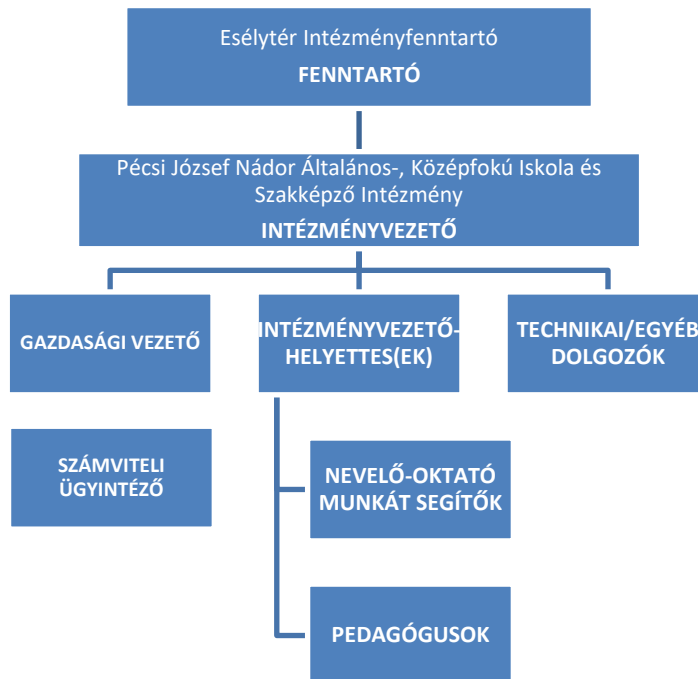 Esélytér Intézményfenntartó
FENNTARTÓ
Pécsi József Nádor Általános-, Középfokú Iskola és
Szakképző Intézmény
INTÉZMÉNYVEZETŐ
GAZDASÁGI VEZETŐ
INTÉZMÉNYVEZETŐ-
HELYETTES(EK)
TECHNIKAI/EGYÉB
DOLGOZÓK
SZÁMVITELI
ÜGYINTÉZŐ
NEVELŐ-OKTATÓ
MUNKÁT SEGÍTŐK
PEDAGÓGUSOK